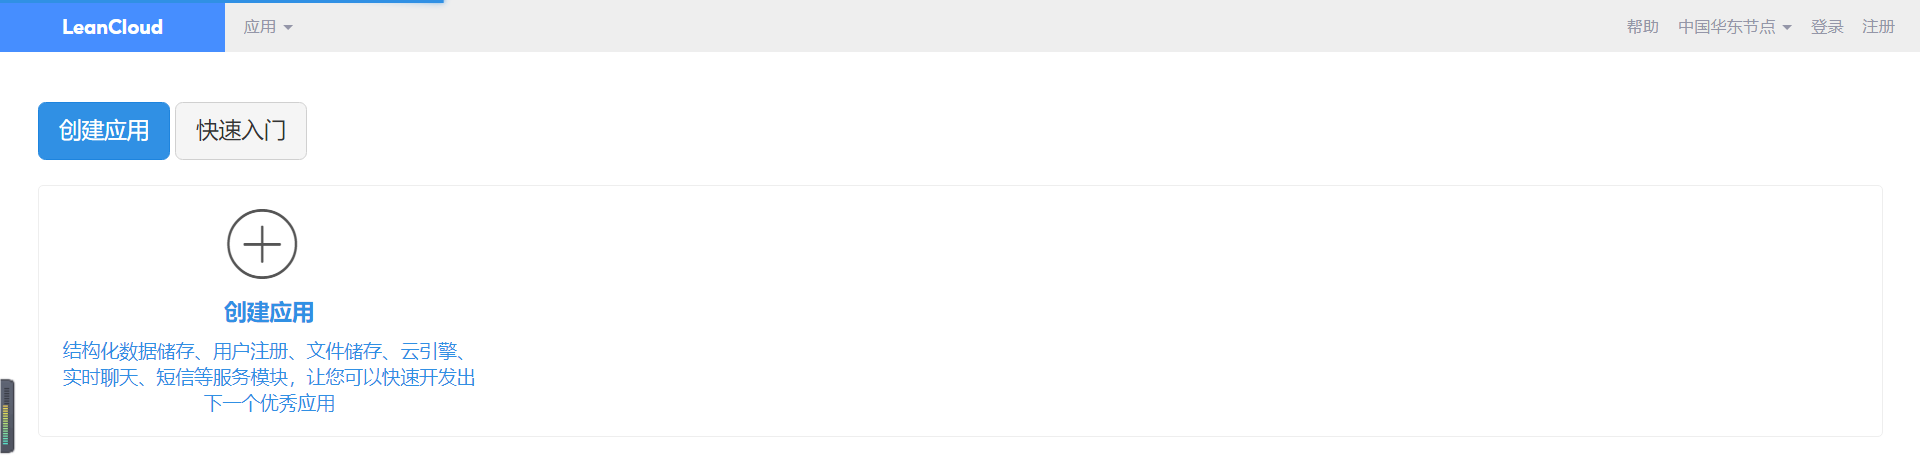 LeanCloud 应用 帮助 中国华东节点 登录 注册
创建应用 快速入门
创建应用
结构化数据储存、用户注册、文件储存、云引擎、
实时聊天、短信等服务模块，让您可以快速开发出
下一个优秀应用